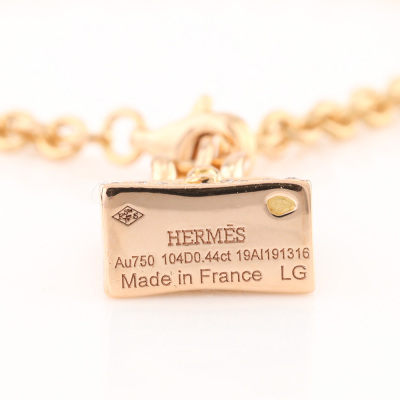 HERMÈS
Au750 104D0.44ct 19AI191316
Made in France LG